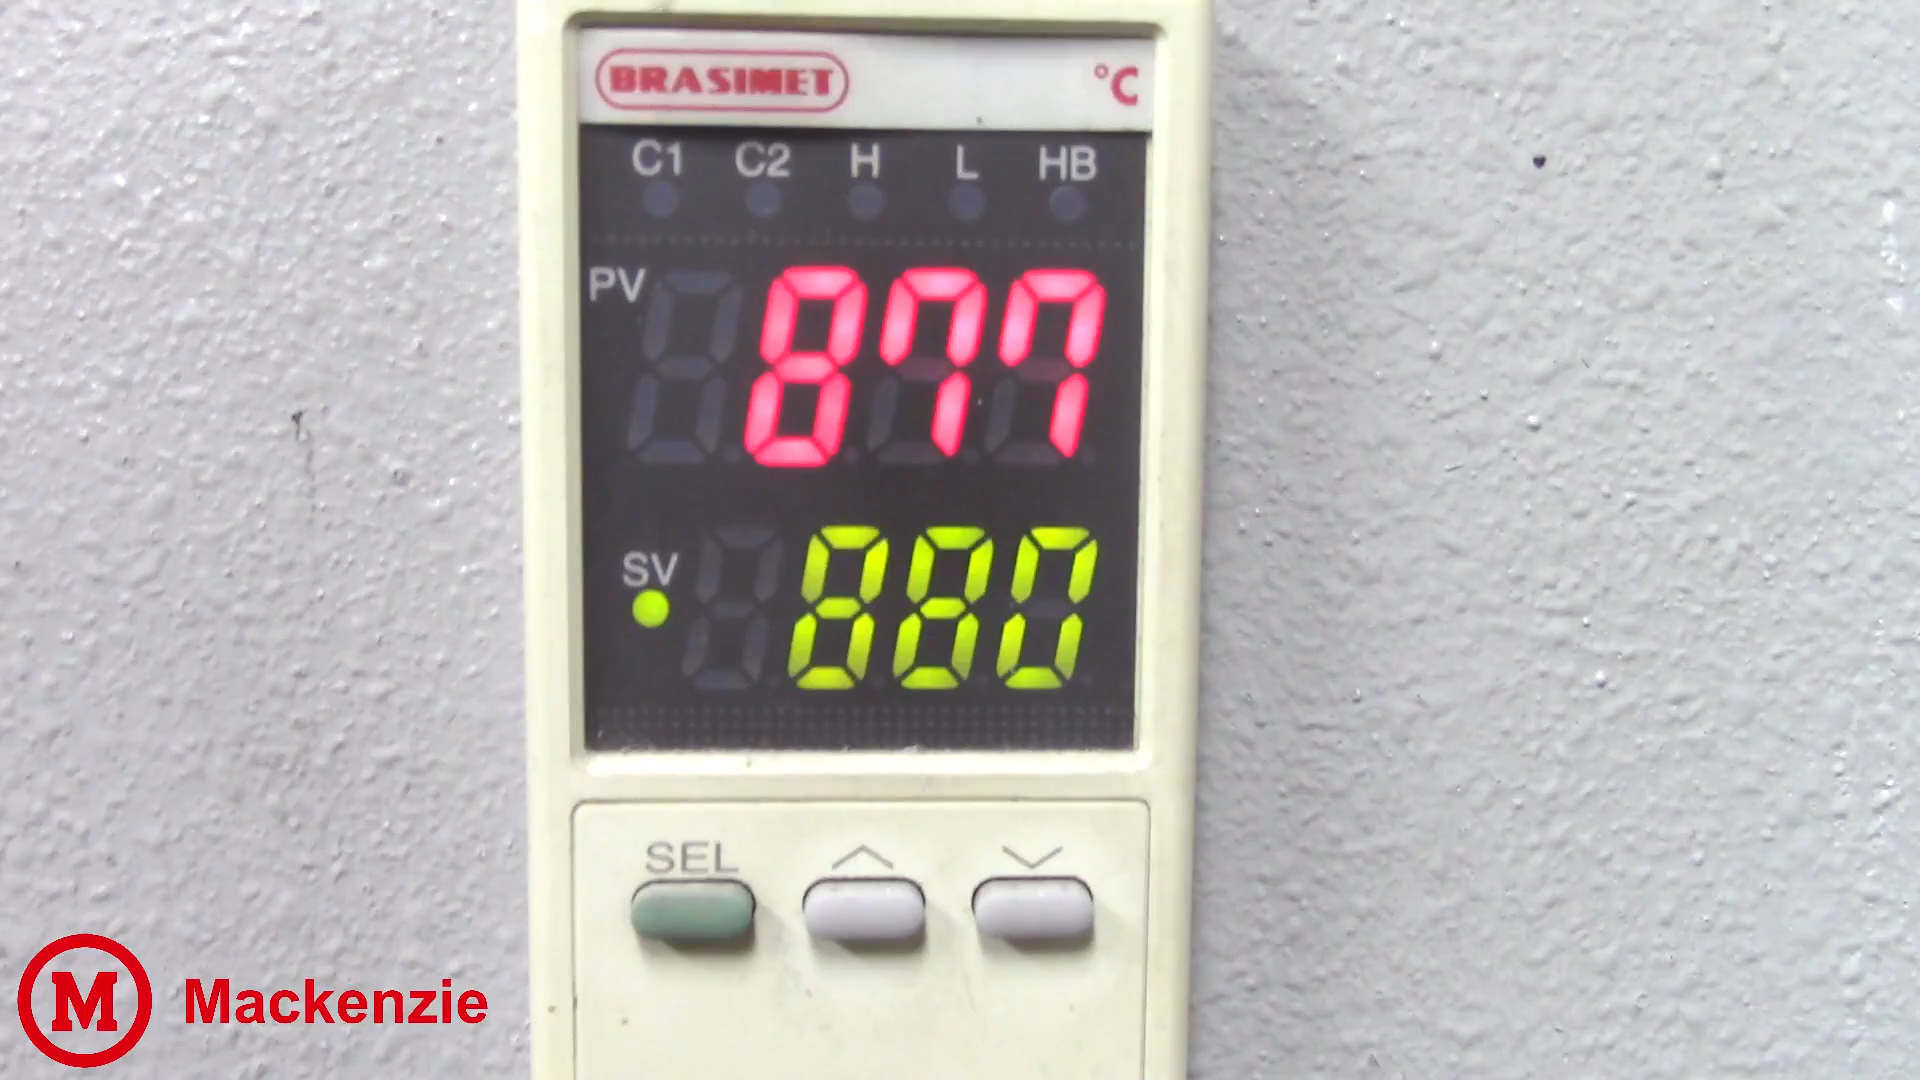 BRASIMET °C
C1 C2 H L HB
PV 877
SV 880
SEL
M Mackenzie